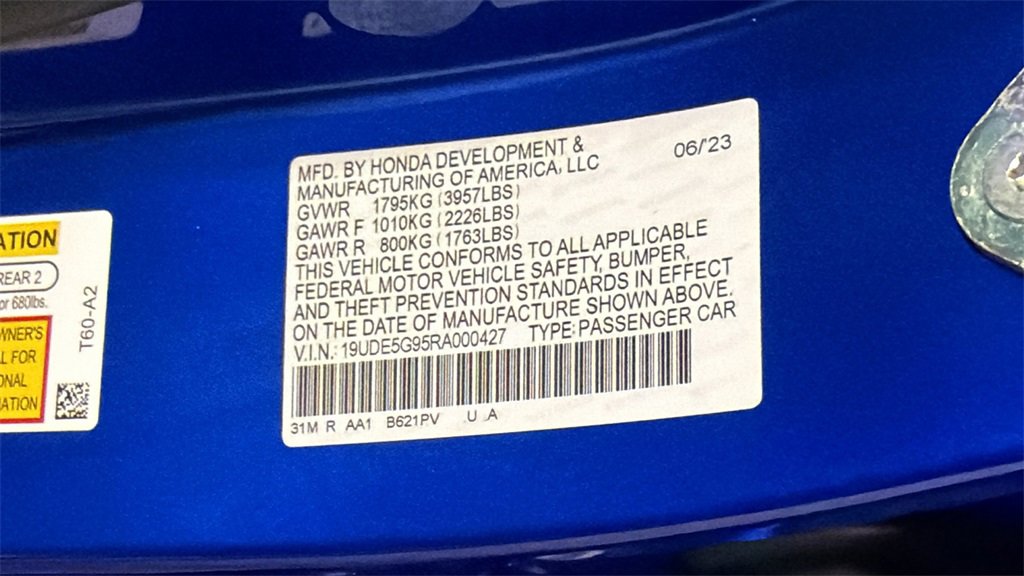 ATION
REAR 2
or 680lbs.
WNER'S
L FOR
ONAL
ATION
T60-A2
MFD. BY HONDA DEVELOPMENT & 06/'23
MANUFACTURING OF AMERICA, LLC
GVWR 1795KG (3957LBS)
GAWR F 1010KG (2226LBS)
GAWR R 800KG (1763LBS)
THIS VEHICLE CONFORMS TO ALL APPLICABLE
FEDERAL MOTOR VEHICLE SAFETY, BUMPER,
AND THEFT PREVENTION STANDARDS IN EFFECT
ON THE DATE OF MANUFACTURE SHOWN ABOVE.
V.I.N.: 19UDE5G95RA000427 TYPE: PASSENGER CAR
31M R AA1 B621PV U A